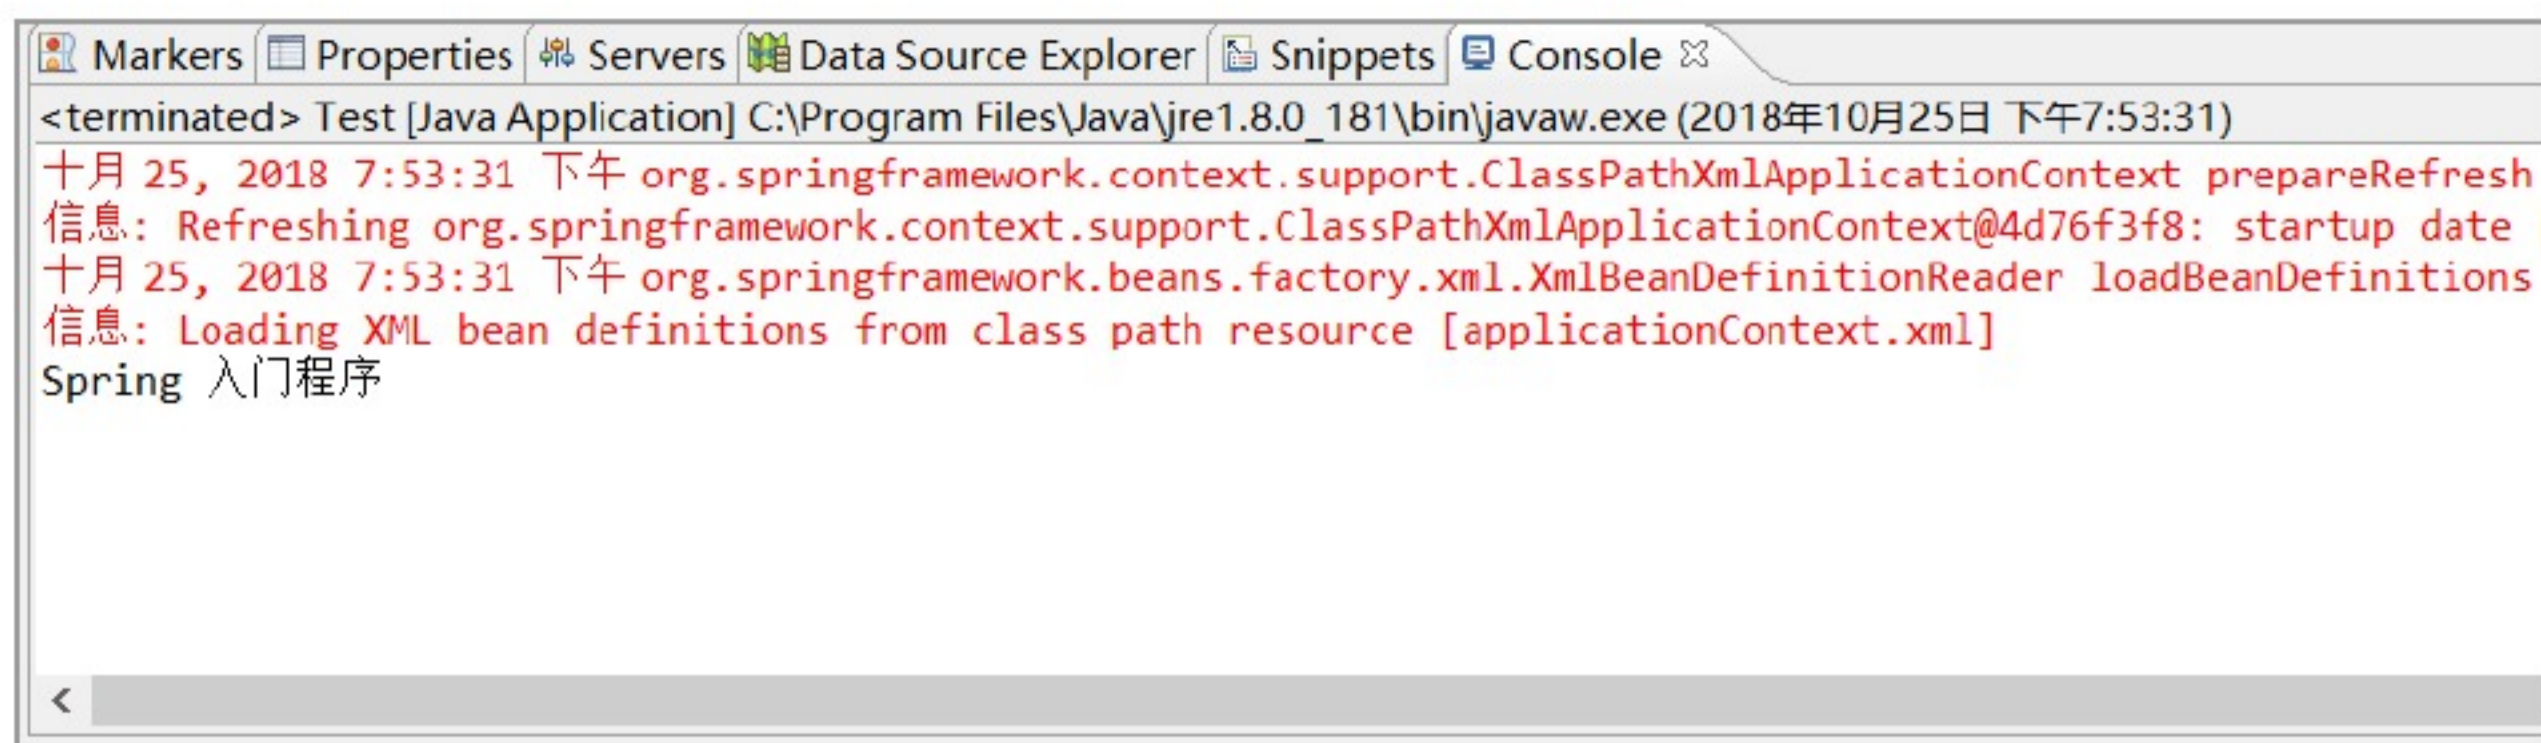 Markers Properties Servers Data Source Explorer Snippets Console
<terminated> Test [Java Application] C:\Program Files\Java\jre1.8.0_181\bin\javaw.exe (2018年10月25日 下午7:53:31)
十月 25, 2018 7:53:31 下午 org.springframework.context.support.ClassPathXmlApplicationContext prepareRefresh
信息: Refreshing org.springframework.context.support.ClassPathXmlApplicationContext@4d76f3f8: startup date
十月 25, 2018 7:53:31 下午 org.springframework.beans.factory.xml.XmlBeanDefinitionReader loadBeanDefinitions
信息: Loading XML bean definitions from class path resource [applicationContext.xml]
Spring 入门程序